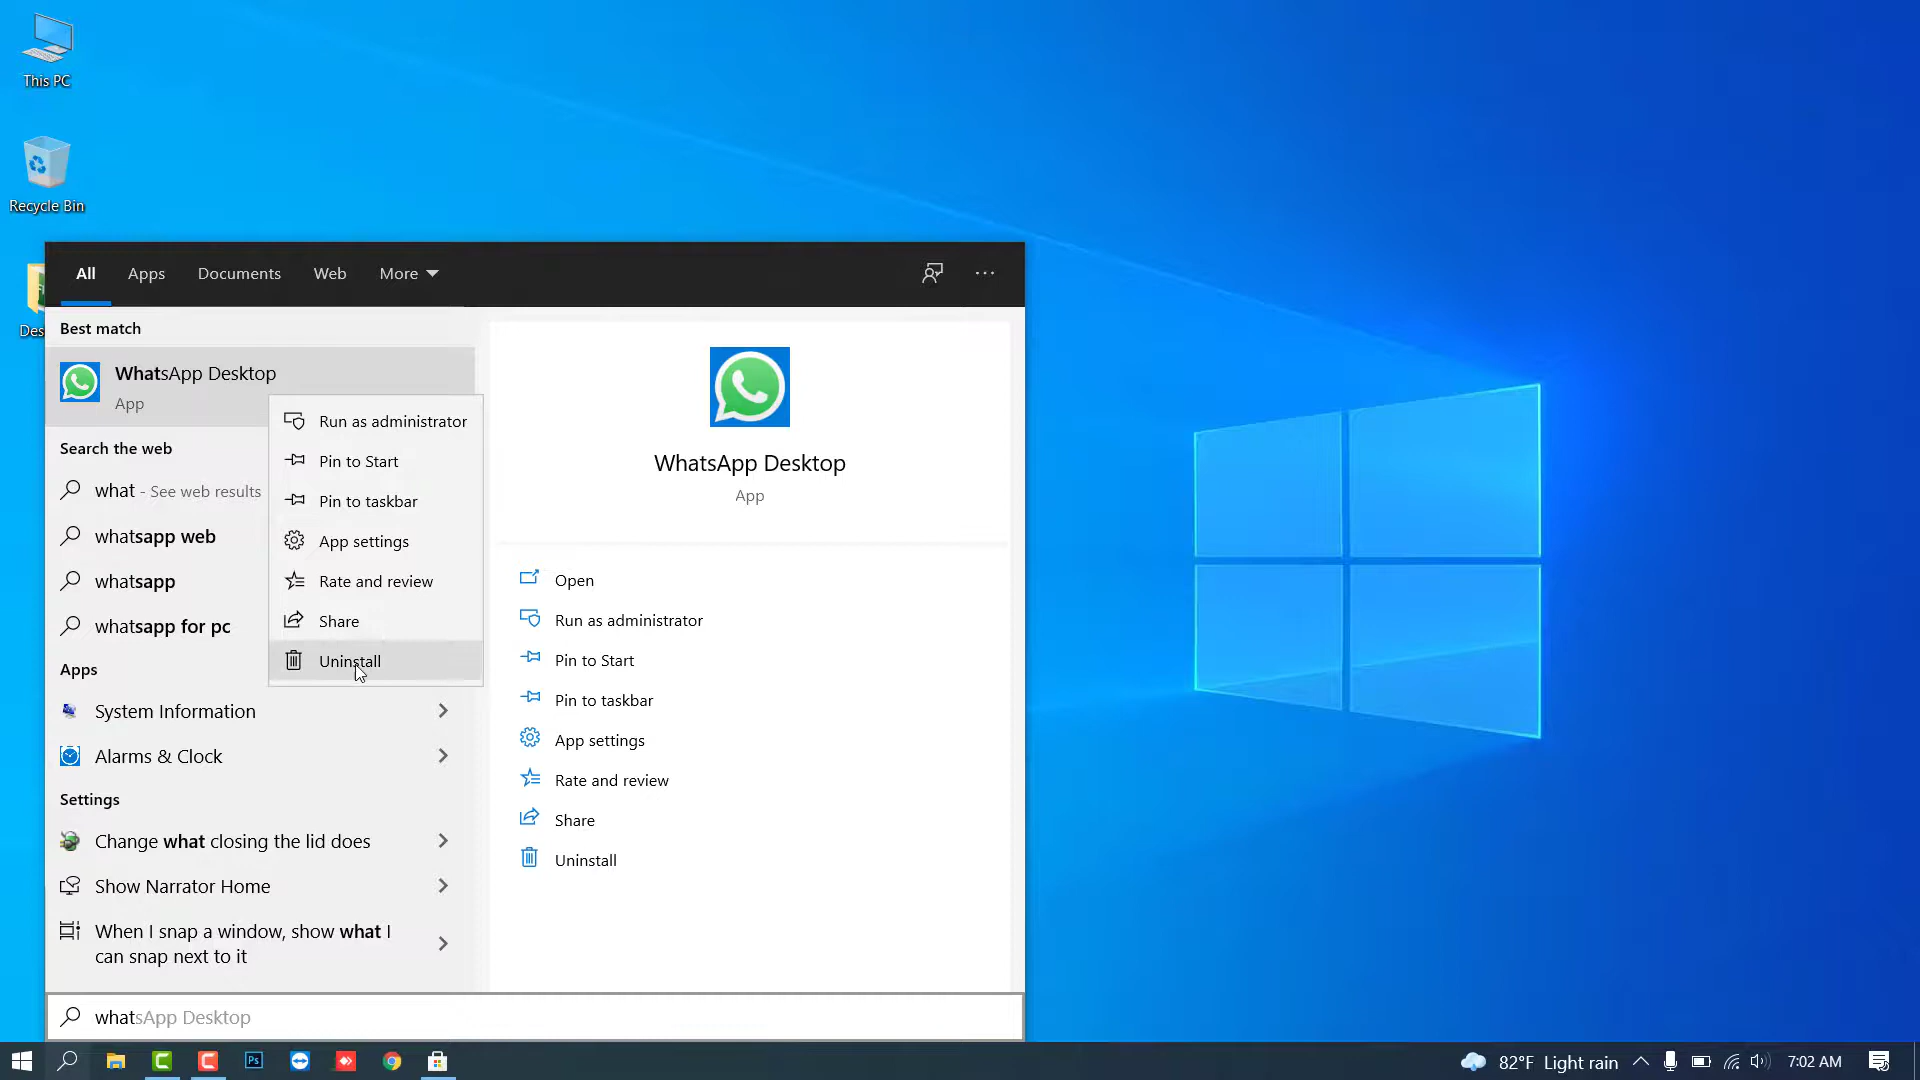 This PC
Recycle Bin
Des
All
Apps
Documents
Web
More
Best match
WhatsApp Desktop
App
Search the web
what - See web results
whatsapp web
whatsapp
whatsapp for pc
Apps
System Information
Alarms & Clock
Settings
Change what closing the lid does
Show Narrator Home
When I snap a window, show what I
can snap next to it
Run as administrator
Pin to Start
Pin to taskbar
App settings
Rate and review
Share
Uninstall
WhatsApp Desktop
App
Open
Run as administrator
Pin to Start
Pin to taskbar
App settings
Rate and review
Share
Uninstall
whatsApp Desktop
Ps
82°F Light rain
7:02 AM